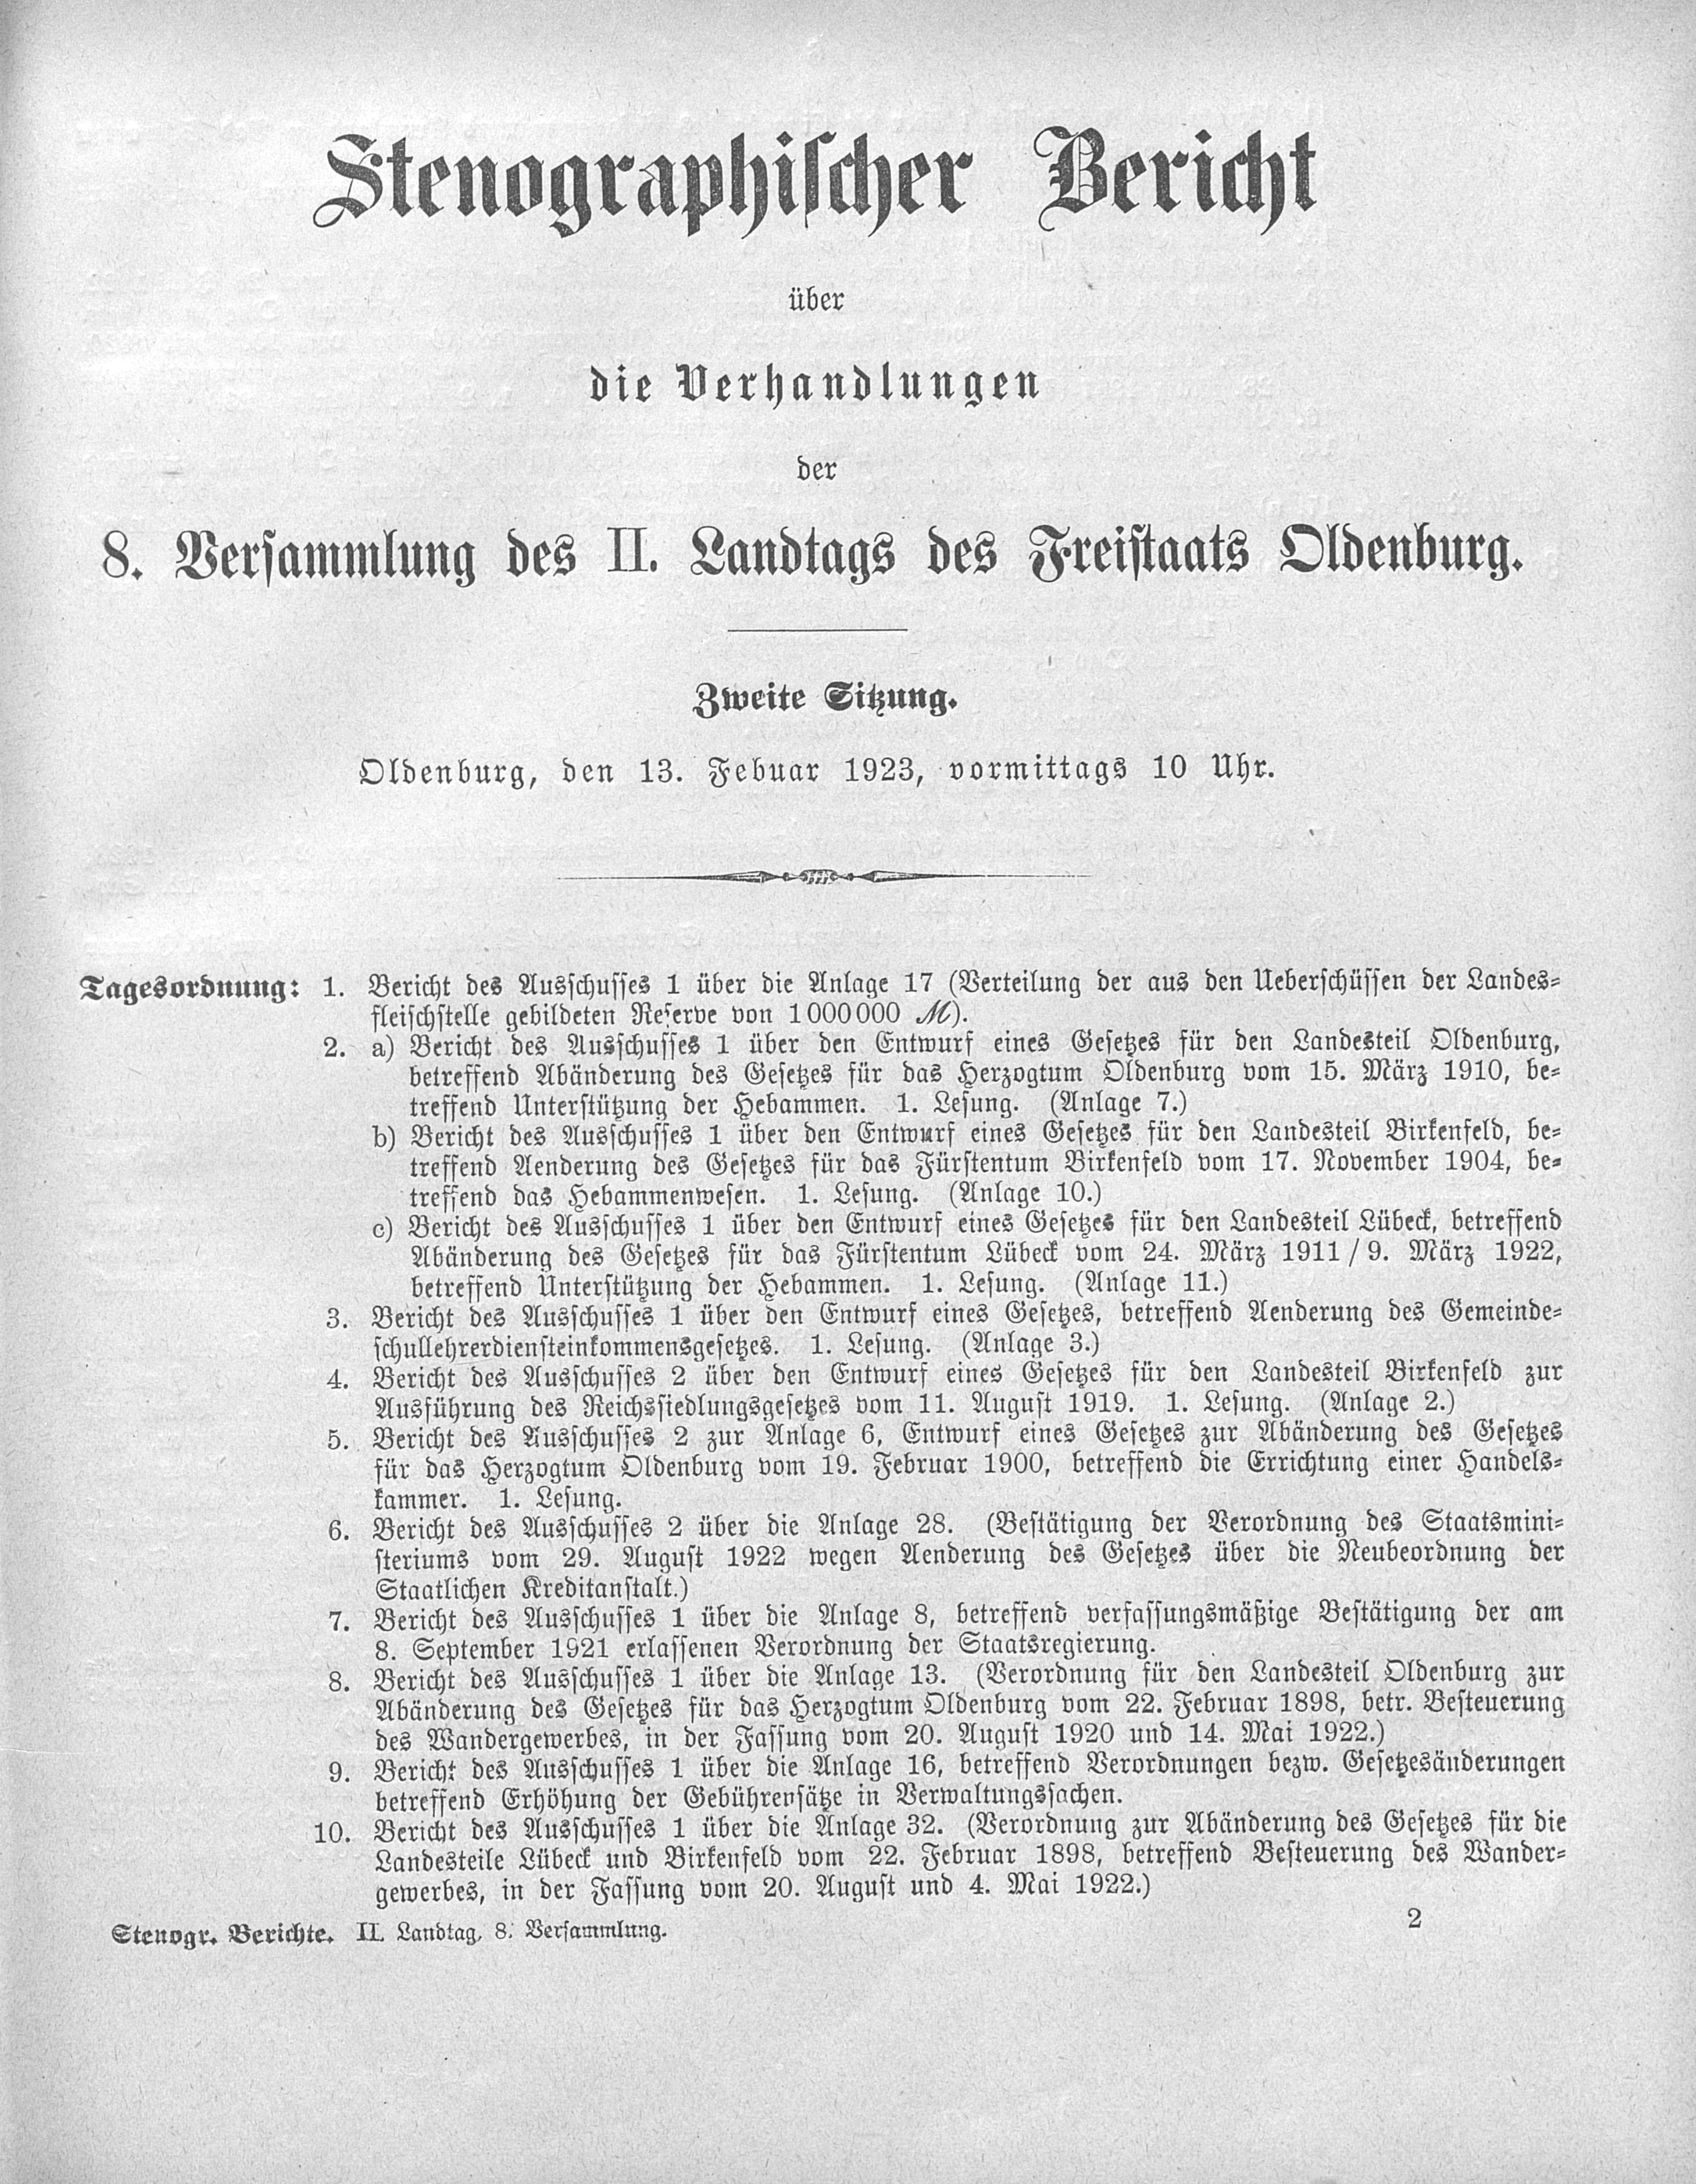 Stenographischer Bericht
über
die Verhandlungen
der
8. Versammlung des II. Landtags des Freistaats Oldenburg.
Zweite Sitzung.
Oldenburg, den 13. Febuar 1923, vormittags 10 Uhr.
Tagesordnung: 1. Bericht des Ausschusses 1 über die Anlage 17 (Verteilung der aus den Ueberschüssen der Landes-
fleischstelle gebildeten Reserve von 1 000 000 ℳ).
2. a) Bericht des Ausschusses 1 über den Entwurf eines Gesetzes für den Landesteil Oldenburg,
betreffend Abänderung des Gesetzes für das Herzogtum Oldenburg vom 15. März 1910, be-
treffend Unterstützung der Hebammen. 1. Lesung. (Anlage 7.)
b) Bericht des Ausschusses 1 über den Entwurf eines Gesetzes für den Landesteil Birkenfeld, be-
treffend Aenderung des Gesetzes für das Fürstentum Birkenfeld vom 17. November 1904, be-
treffend das Hebammenwesen. 1. Lesung. (Anlage 10.)
c) Bericht des Ausschusses 1 über den Entwurf eines Gesetzes für den Landesteil Lübeck, betreffend
Abänderung des Gesetzes für das Fürstentum Lübeck vom 24. März 1911 / 9. März 1922,
betreffend Unterstützung der Hebammen. 1. Lesung. (Anlage 11.)
3. Bericht des Ausschusses 1 über den Entwurf eines Gesetzes, betreffend Aenderung des Gemeinde-
schullehrerdiensteinkommensgesetzes. 1. Lesung. (Anlage 3.)
4. Bericht des Ausschusses 2 über den Entwurf eines Gesetzes für den Landesteil Birkenfeld zur
Ausführung des Reichssiedlungsgesetzes vom 11. August 1919. 1. Lesung. (Anlage 2.)
5. Bericht des Ausschusses 2 zur Anlage 6, Entwurf eines Gesetzes zur Abänderung des Gesetzes
für das Herzogtum Oldenburg vom 19. Februar 1900, betreffend die Errichtung einer Handels-
kammer. 1. Lesung.
6. Bericht des Ausschusses 2 über die Anlage 28. (Bestätigung der Verordnung des Staatsmini-
steriums vom 29. August 1922 wegen Aenderung des Gesetzes über die Neubeordnung der
Staatlichen Kreditanstalt.)
7. Bericht des Ausschusses 1 über die Anlage 8, betreffend verfassungsmäßige Bestätigung der am
8. September 1921 erlassenen Verordnung der Staatsregierung.
8. Bericht des Ausschusses 1 über die Anlage 13. (Verordnung für den Landesteil Oldenburg zur
Abänderung des Gesetzes für das Herzogtum Oldenburg vom 22. Februar 1898, betr. Besteuerung
des Wandergewerbes, in der Fassung vom 20. August 1920 und 14. Mai 1922.)
9. Bericht des Ausschusses 1 über die Anlage 16, betreffend Verordnungen bezw. Gesetzesänderungen
betreffend Erhöhung der Gebührensätze in Verwaltungssachen.
10. Bericht des Ausschusses 1 über die Anlage 32. (Verordnung zur Abänderung des Gesetzes für die
Landesteile Lübeck und Birkenfeld vom 22. Februar 1898, betreffend Besteuerung des Wander-
gewerbes, in der Fassung vom 20. August und 4. Mai 1922.)
Stenogr. Berichte. II. Landtag, 8. Versammlung. 2